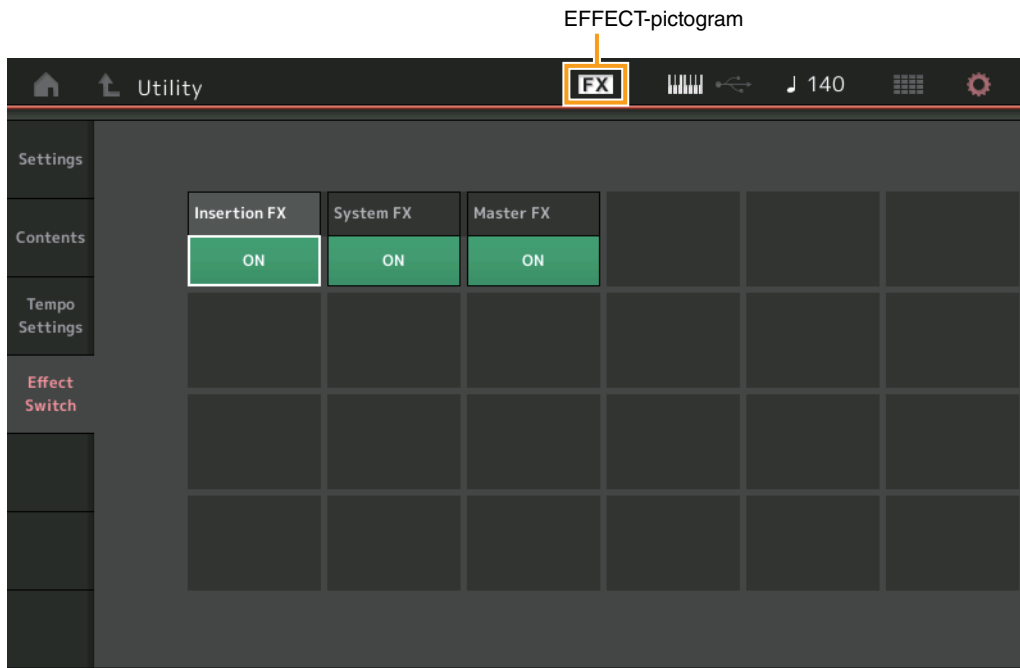 EFFECT-pictogram
Utility
FX
140
Settings
Contents
Tempo
Settings
Effect
Switch
Insertion FX
System FX
Master FX
ON
ON
ON